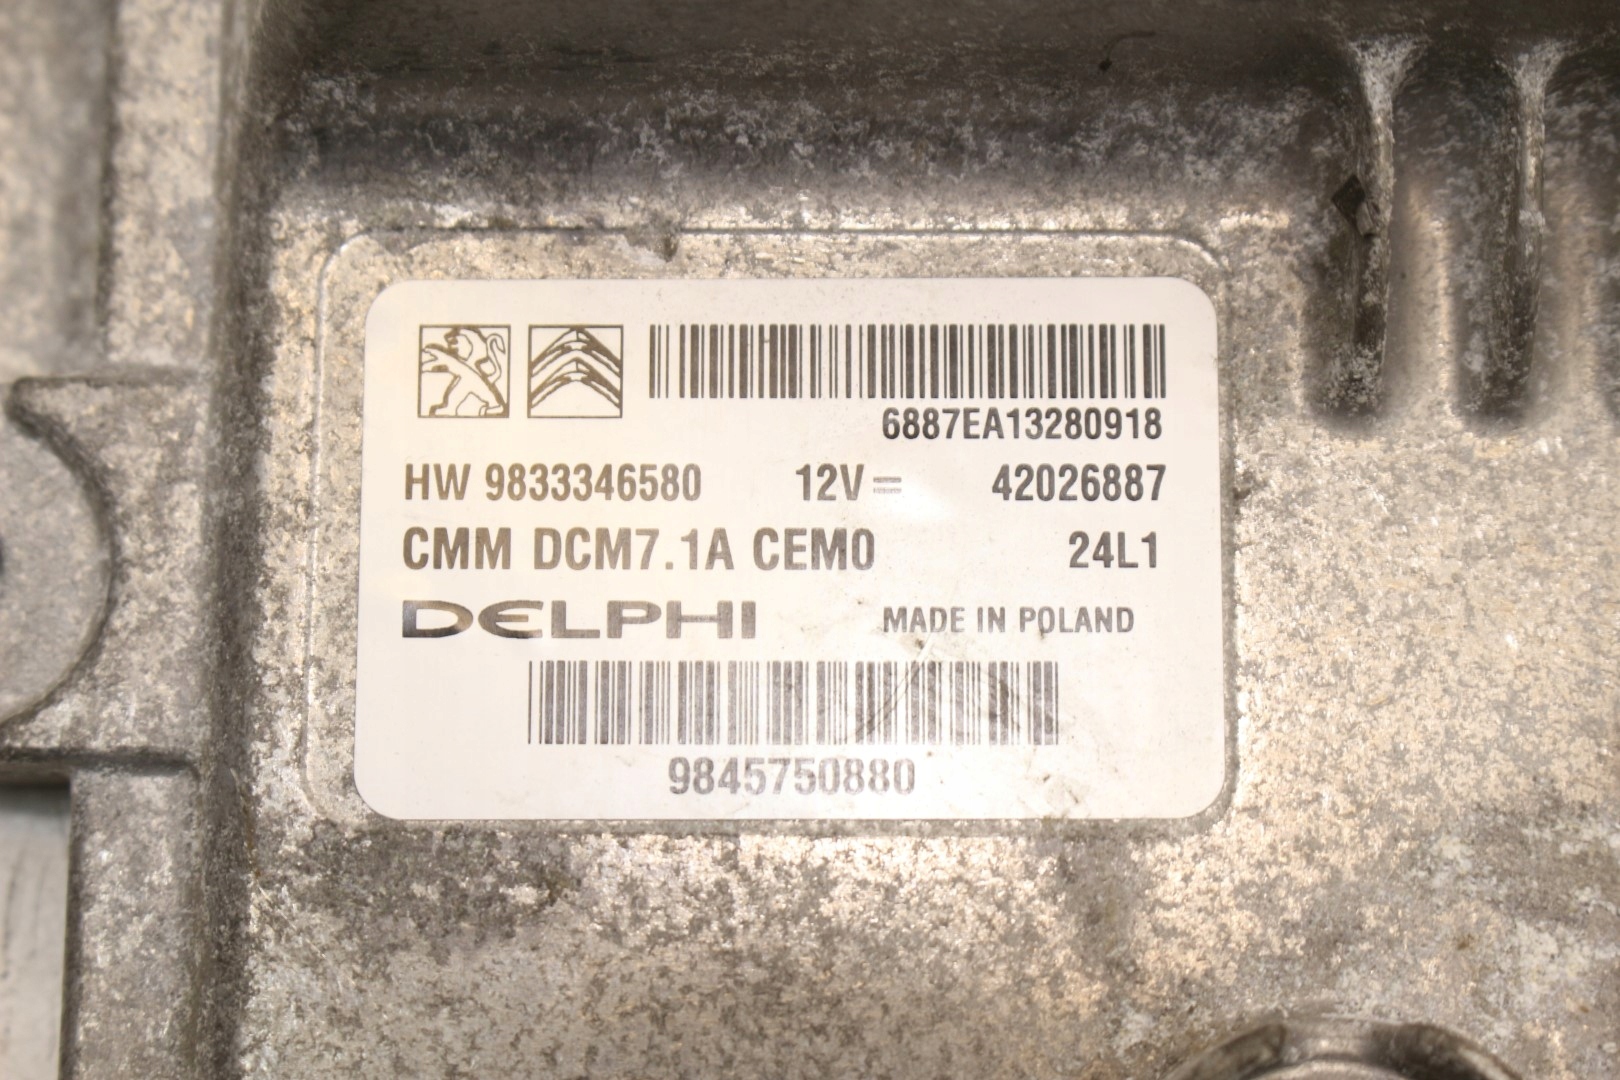 6887EA13280918
HW 9833346580 12V= 42026887
CMM DCM7.1A CEM0 24L1
DELPHI MADE IN POLAND
9845750880